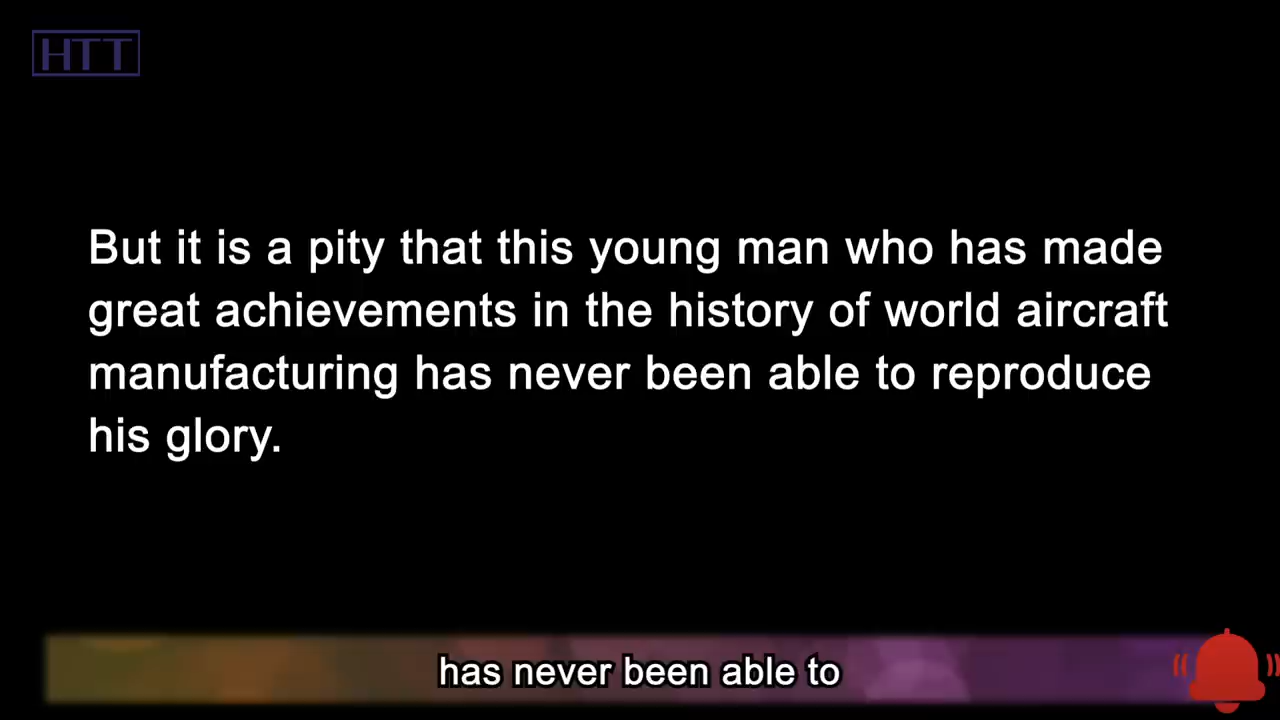 HTT
But it is a pity that this young man who has made
great achievements in the history of world aircraft
manufacturing has never been able to reproduce
his glory.
has never been able to